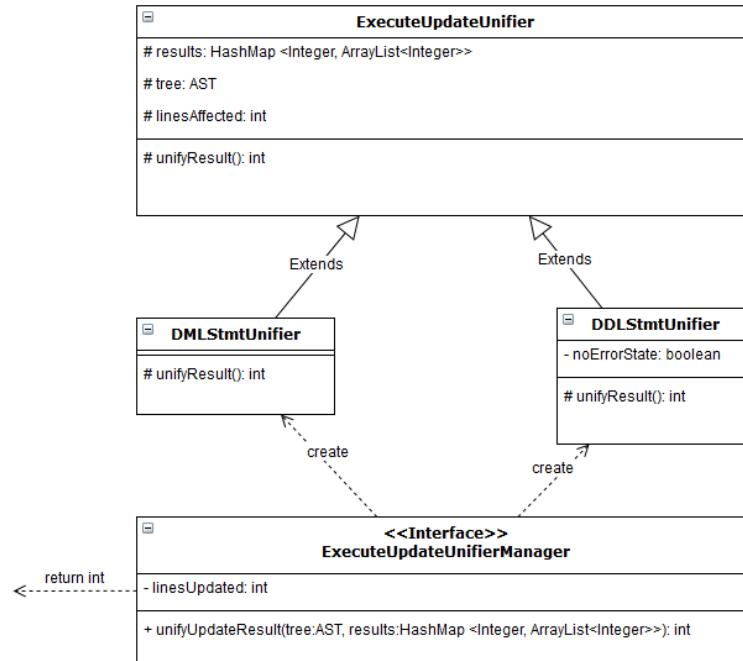 ExecuteUpdateUnifier
# results: HashMap <Integer, ArrayList<Integer>>
# tree: AST
# linesAffected: int
# unifyResult(): int
Extends
Extends
DMLStmtUnifier
# unifyResult(): int
DDLStmtUnifier
- noErrorState: boolean
# unifyResult(): int
create
create
<<Interface>>
ExecuteUpdateUnifierManager
return int
- linesUpdated: int
+ unifyUpdateResult(tree:AST, results:HashMap <Integer, ArrayList<Integer>>): int